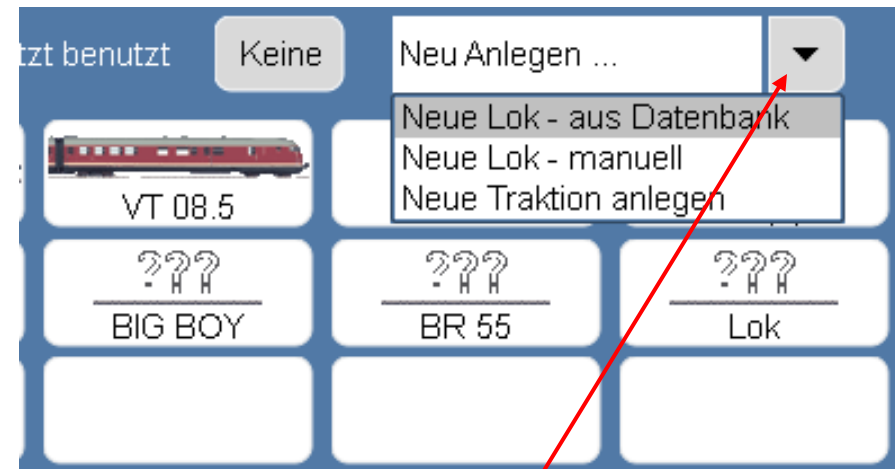 tzt benutzt Keine Neu Anlegen ...
Neue Lok - aus Datenbank
Neue Lok - manuell
Neue Traktion anlegen
VT 08.5
??? ??? ???
BIG BOY BR 55 Lok